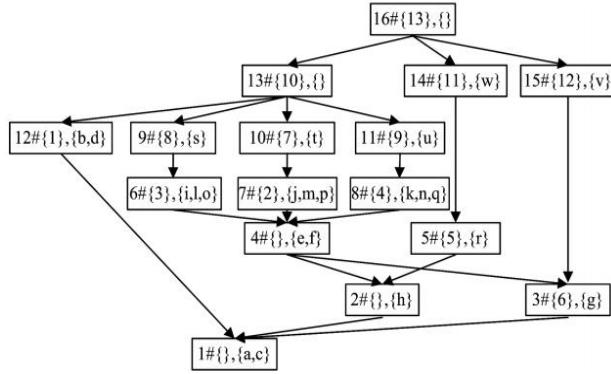 16#{13},{}
13#{10},{}
14#{11},{w}
15#{12},{v}
12#{1},{b,d}
9#{8},{s}
10#{7},{t}
11#{9},{u}
6#{3},{i,l,o}
7#{2},{j,m,p}
8#{4},{k,n,q}
4#{},{e,f}
5#{5},{r}
2#{},{h}
3#{6},{g}
1#{},{a,c}